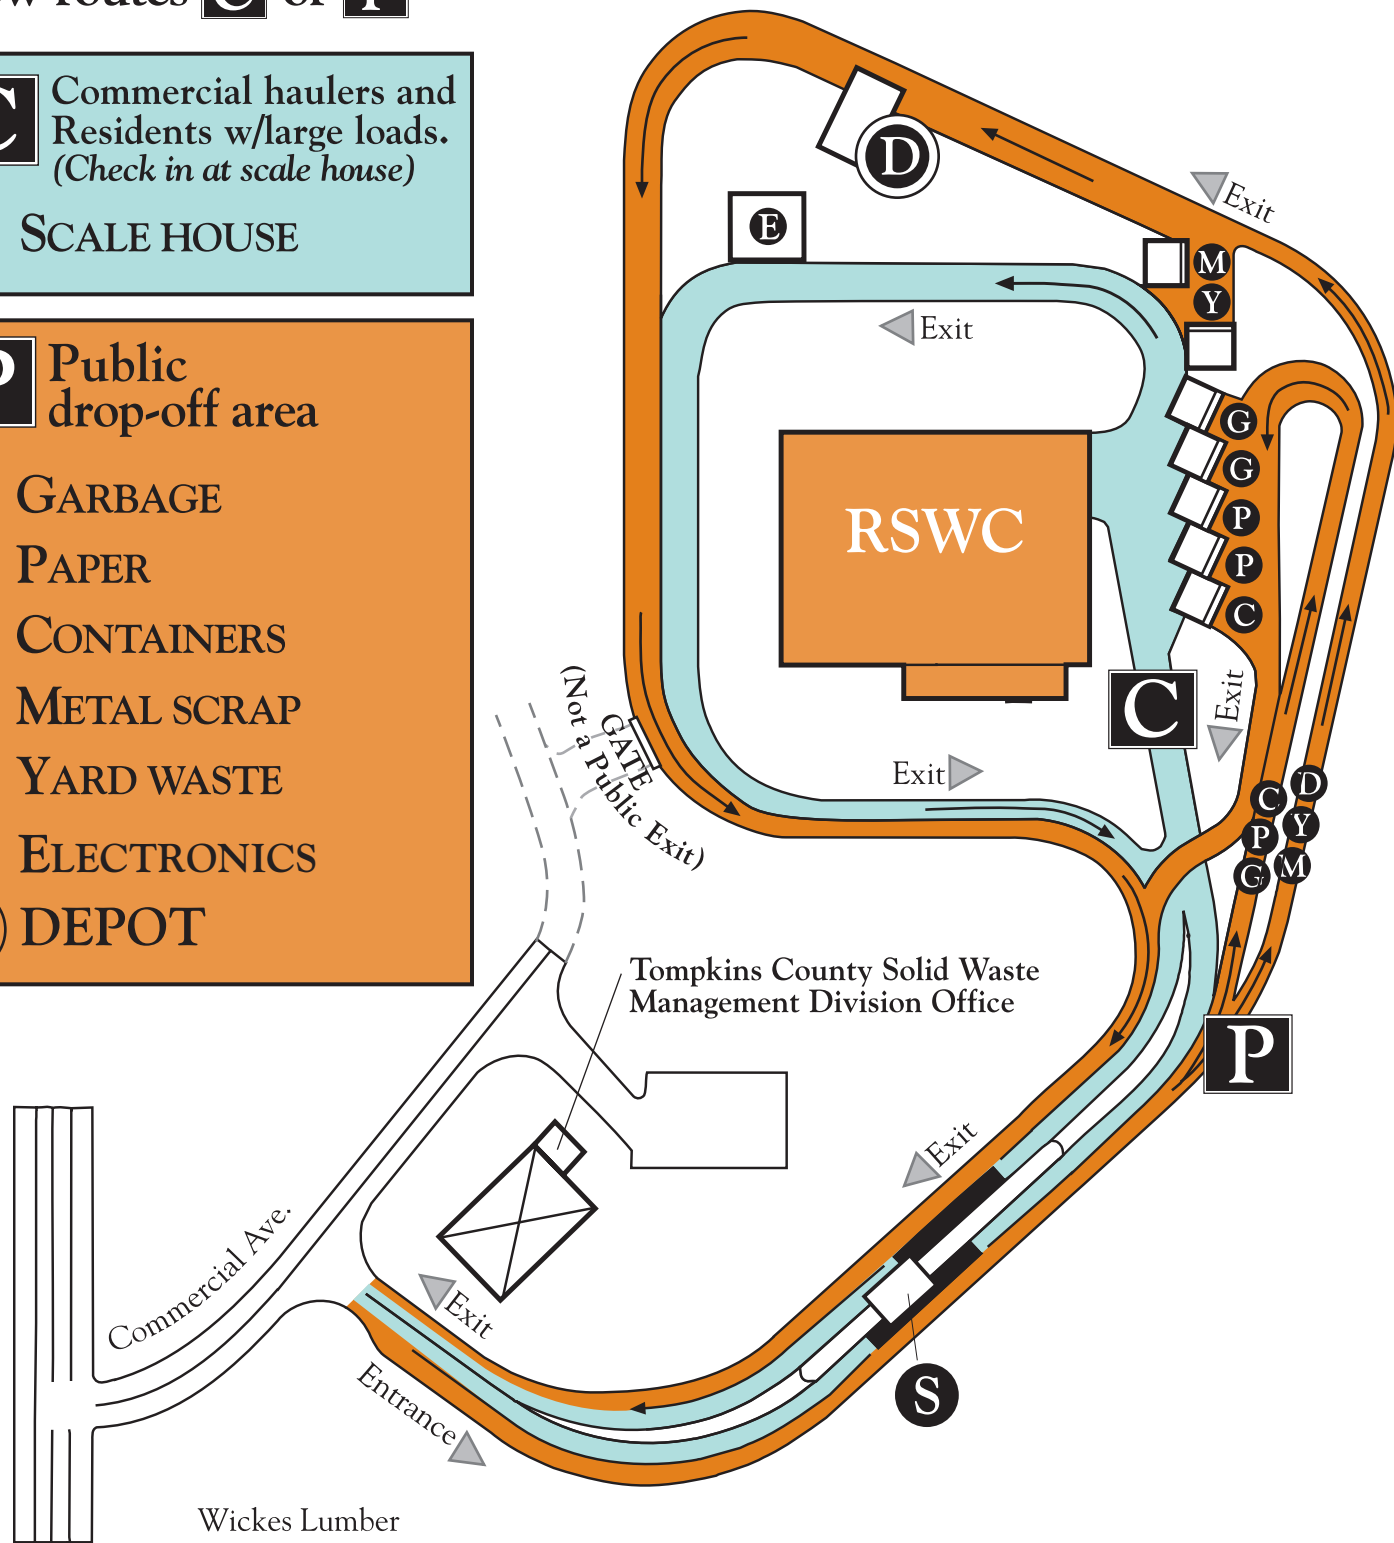 routes C or P
C
Commercial haulers and
Residents w/large loads.
(Check in at scale house)
SCALE HOUSE
P
Public
drop-off area
GARBAGE
PAPER
CONTAINERS
METAL SCRAP
YARD WASTE
ELECTRONICS
DEPOT
D
E
Exit
M
Y
Exit
G
G
P
P
C
RSWC
C
Exit
GATE
(Not a Public Exit)
Exit
C
P
G
D
Y
M
Tompkins County Solid Waste
Management Division Office
P
Exit
Commercial Ave.
Exit
Entrance
S
Wickes Lumber